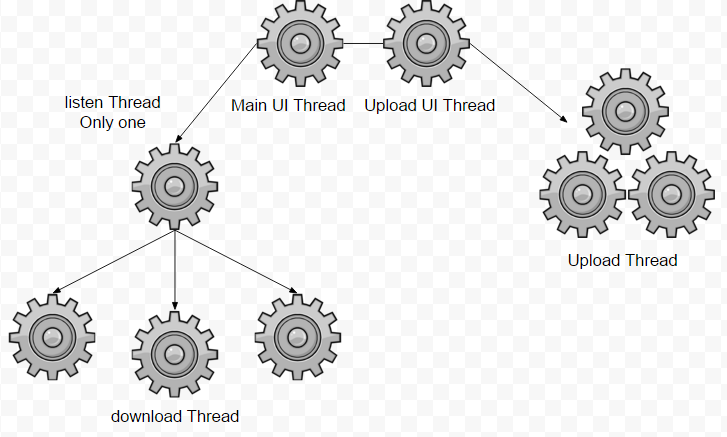 listen Thread
Only one
Main UI Thread
Upload UI Thread
Upload Thread
download Thread